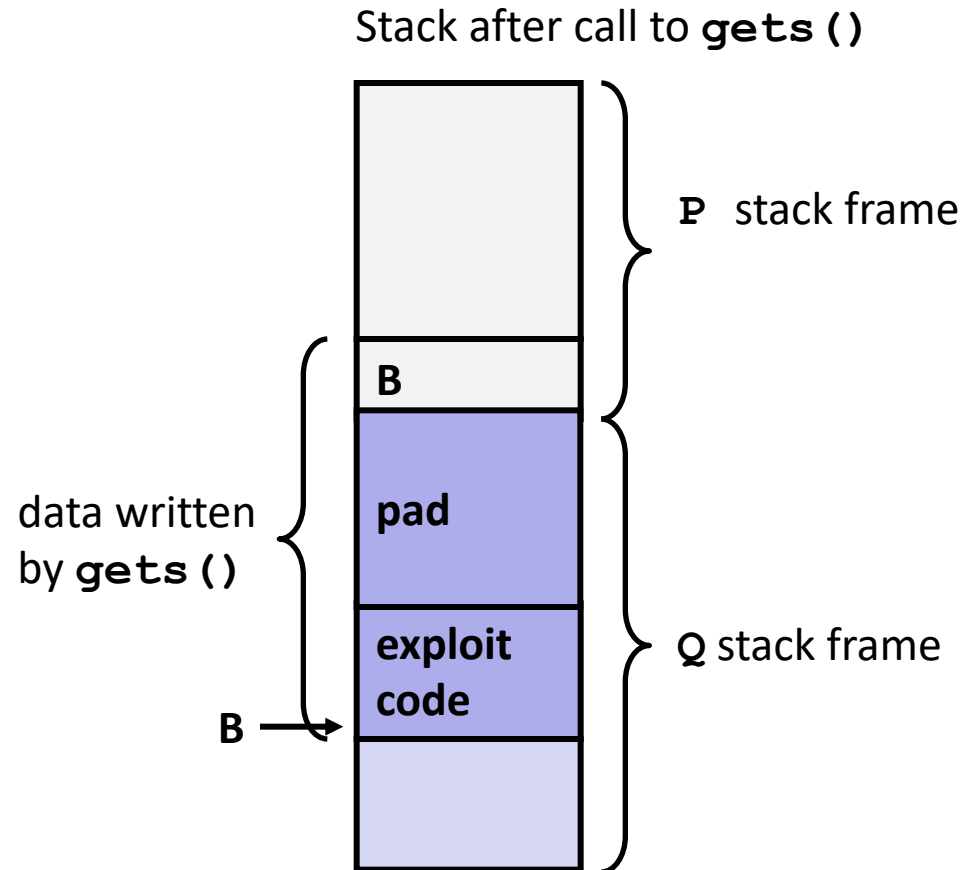 Stack after call to gets()
P stack frame
B
data written
by gets()
pad
exploit
code
Q stack frame
B